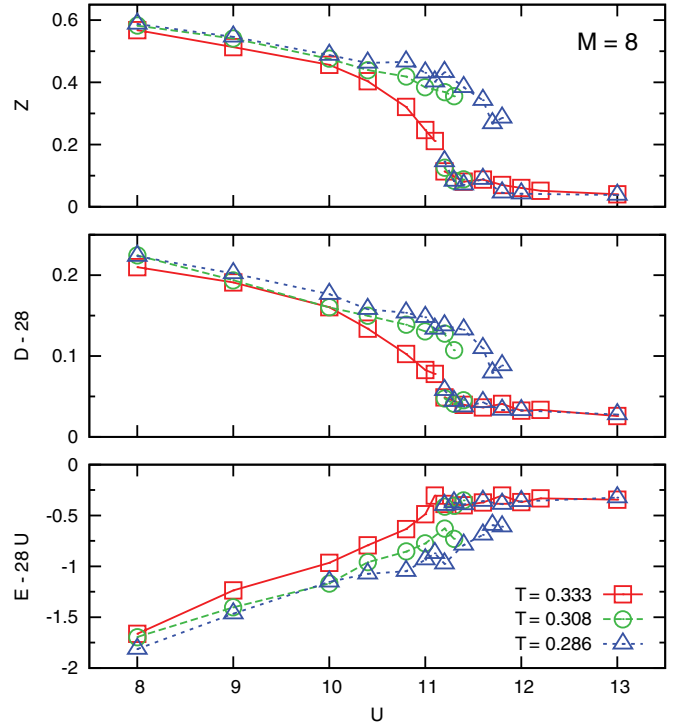 0.6
M = 8
0.4
Z
0.2
0
0.2
D - 28
0.1
0
0
-0.5
E - 28 U
-1
T = 0.333
-1.5
T = 0.308
T = 0.286
-2
8 9 10 11 12 13
U